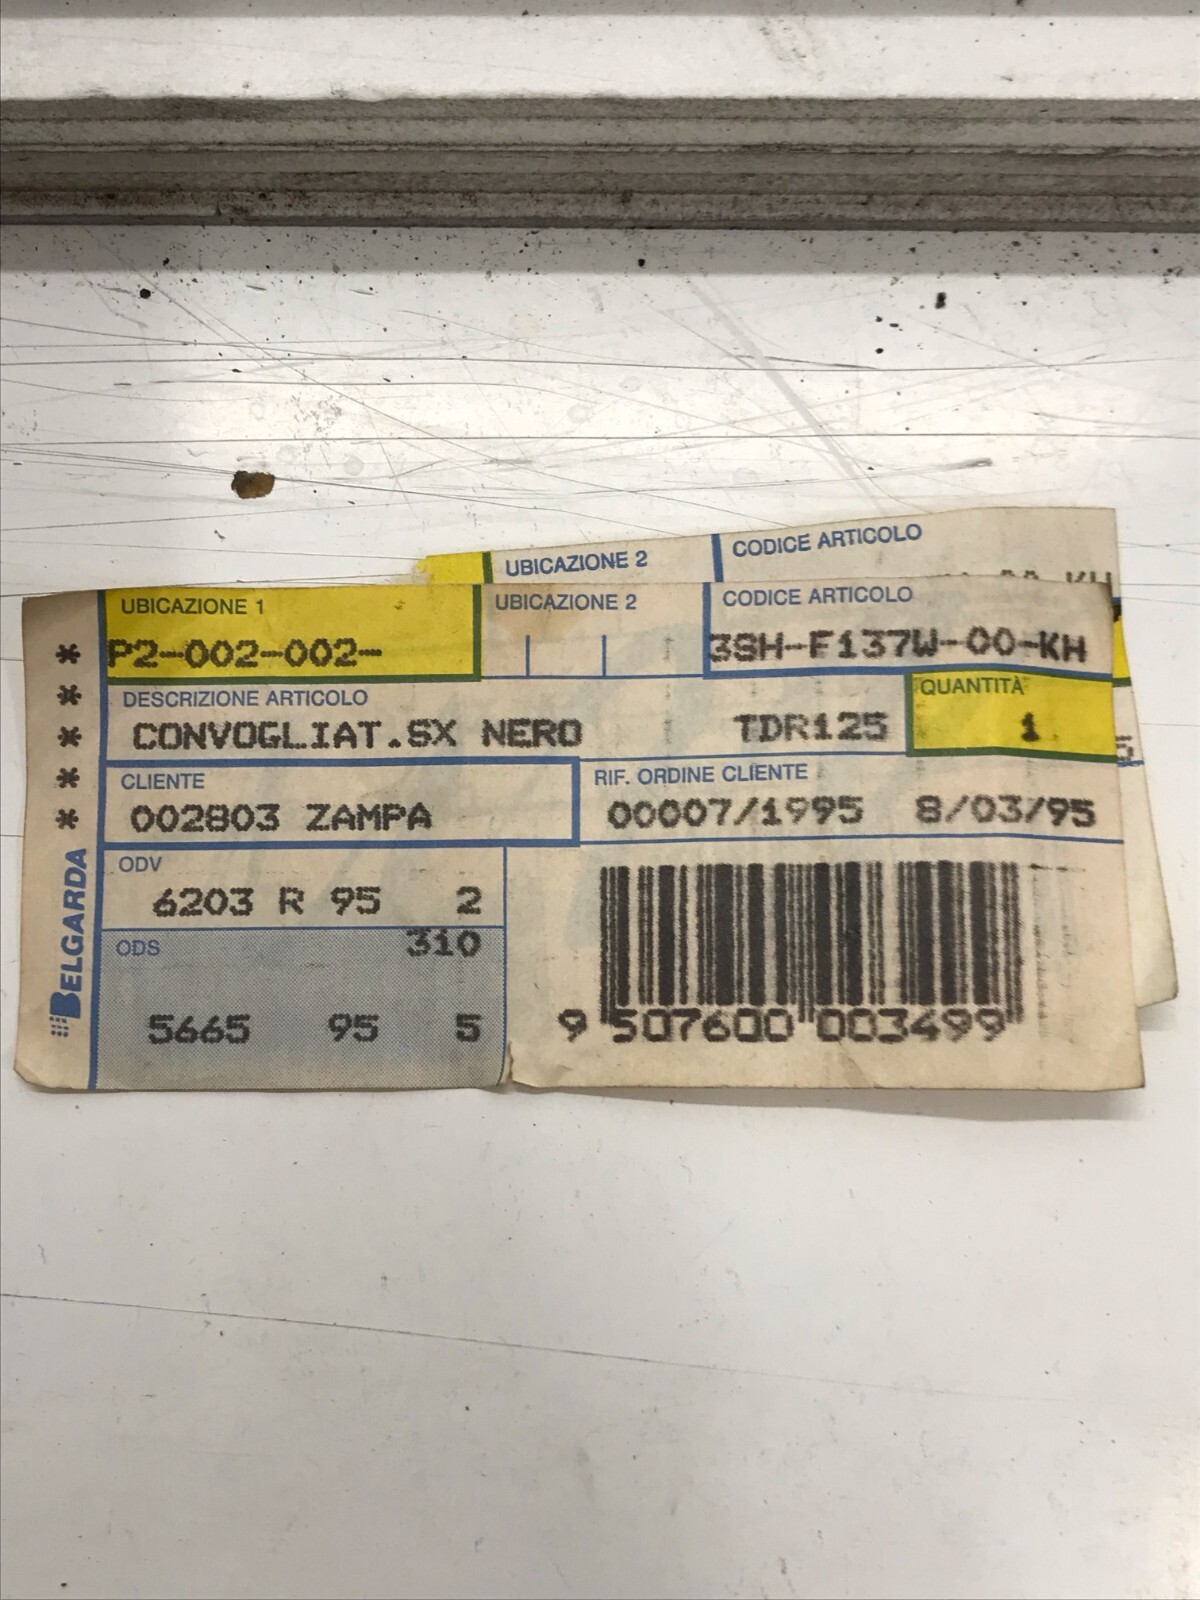 UBICAZIONE 2 CODICE ARTICOLO
UBICAZIONE 1 UBICAZIONE 2 CODICE ARTICOLO
P2-002-002- 3SH-F137W-00-KH
DESCRIZIONE ARTICOLO QUANTITÀ
CONVOGLIAT.SX NERO TDR125 1
CLIENTE RIF. ORDINE CLIENTE
002803 ZAMPA 00007/1995 8/03/95
ODV
6203 R 95 2
ODS 310
5665 95 5
9 507600 003499
* * * * *
BELGARDA